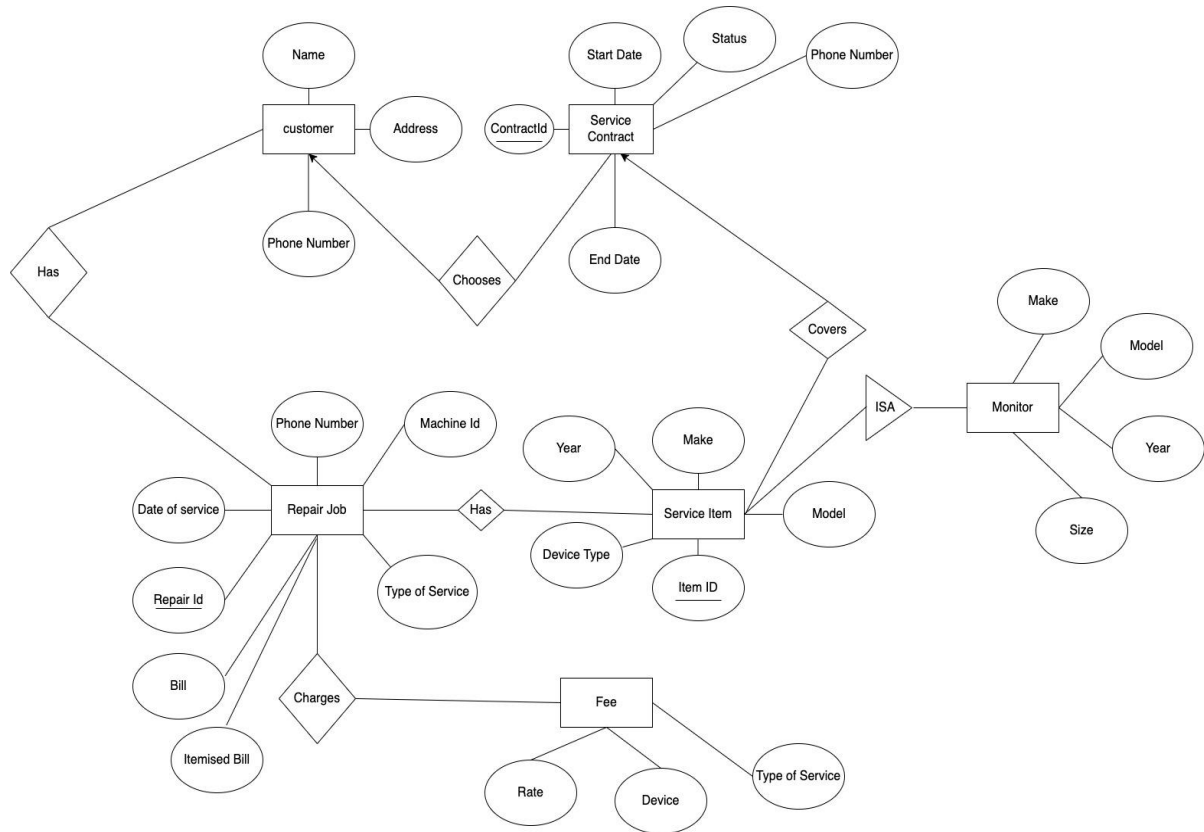 Name
Start Date
Status
Phone Number
customer
Address
ContractId
Service
Contract
Phone Number
End Date
Has
Chooses
Covers
Make
Model
ISA
Monitor
Year
Size
Phone Number
Machine Id
Year
Make
Date of service
Repair Job
Has
Service Item
Model
Device Type
Item ID
Repair Id
Type of Service
Bill
Charges
Fee
Itemised Bill
Rate
Device
Type of Service